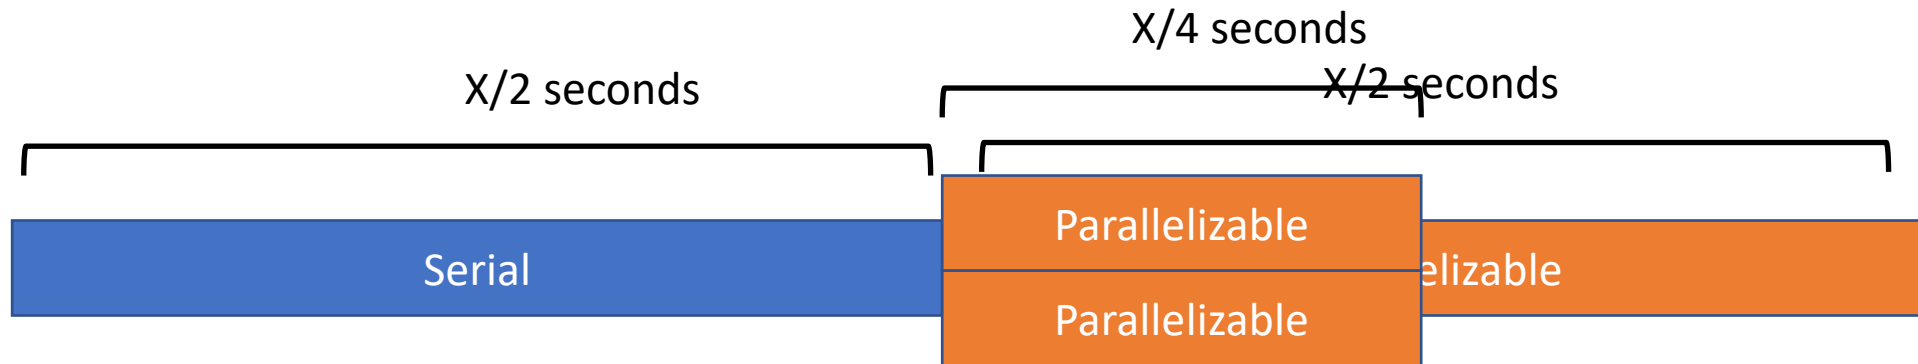 X/4 seconds
X/2 seconds
X/2 seconds
Parallelizable
Serial
elizable
Parallelizable